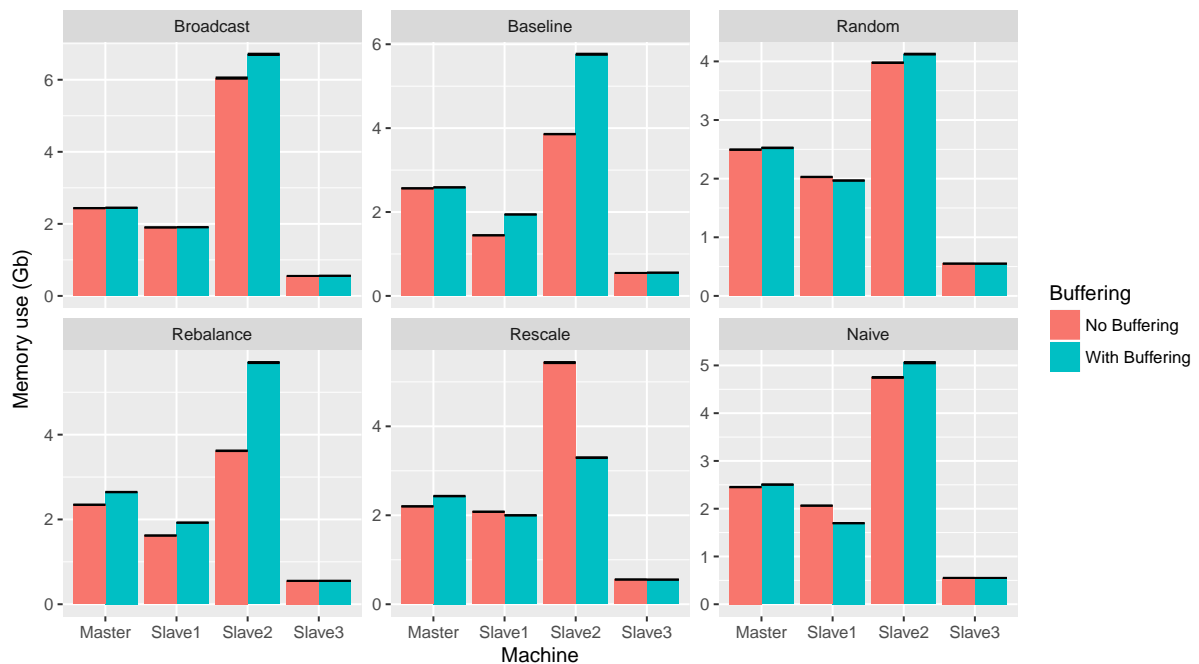 Broadcast
Baseline
Random
6
4
2
0
6
4
2
0
4
3
2
1
0
Rebalance
Rescale
Naive
4
2
0
4
2
0
5
4
3
2
1
0
Master Slave1 Slave2 Slave3
Master Slave1 Slave2 Slave3
Master Slave1 Slave2 Slave3
Machine
Memory use (Gb)
Buffering
No Buffering
With Buffering